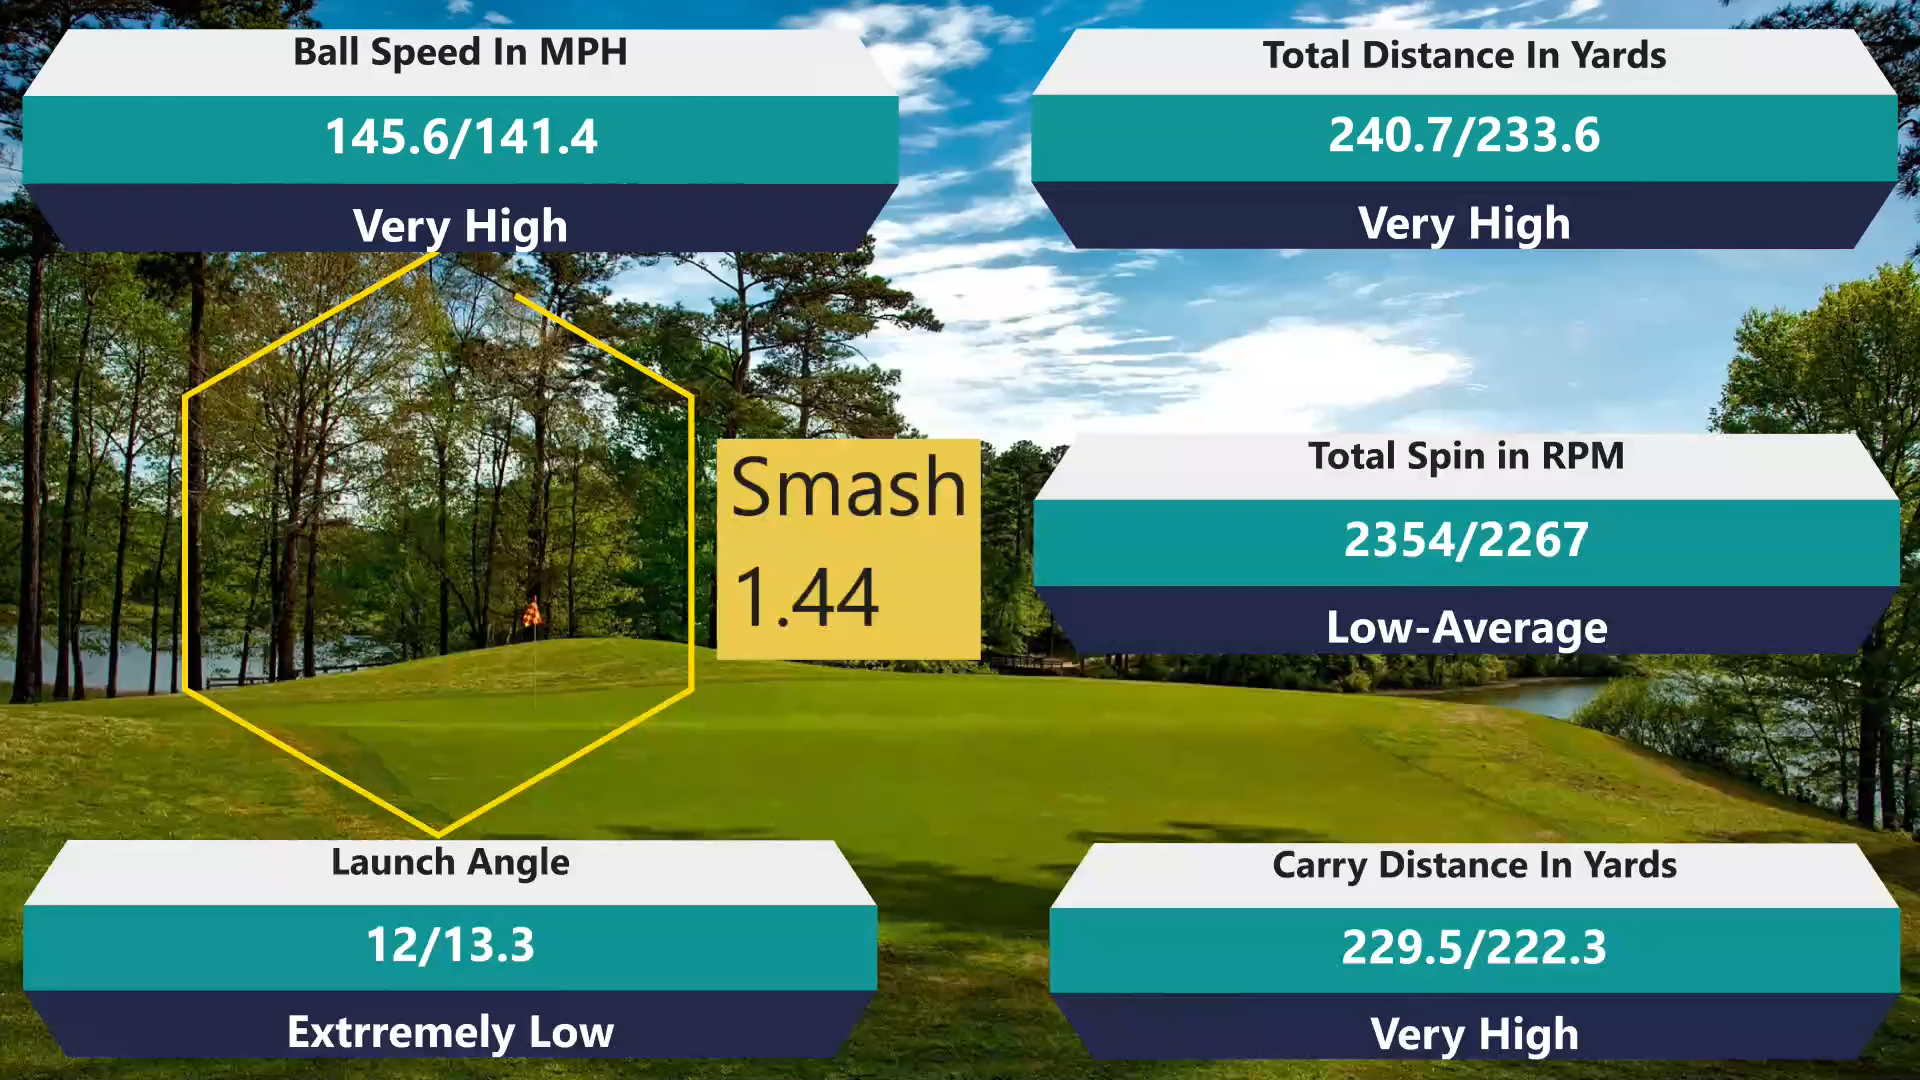 Ball Speed In MPH
145.6/141.4
Very High
Total Distance In Yards
240.7/233.6
Very High
Smash
1.44
Total Spin in RPM
2354/2267
Low-Average
Launch Angle
12/13.3
Extrremely Low
Carry Distance In Yards
229.5/222.3
Very High